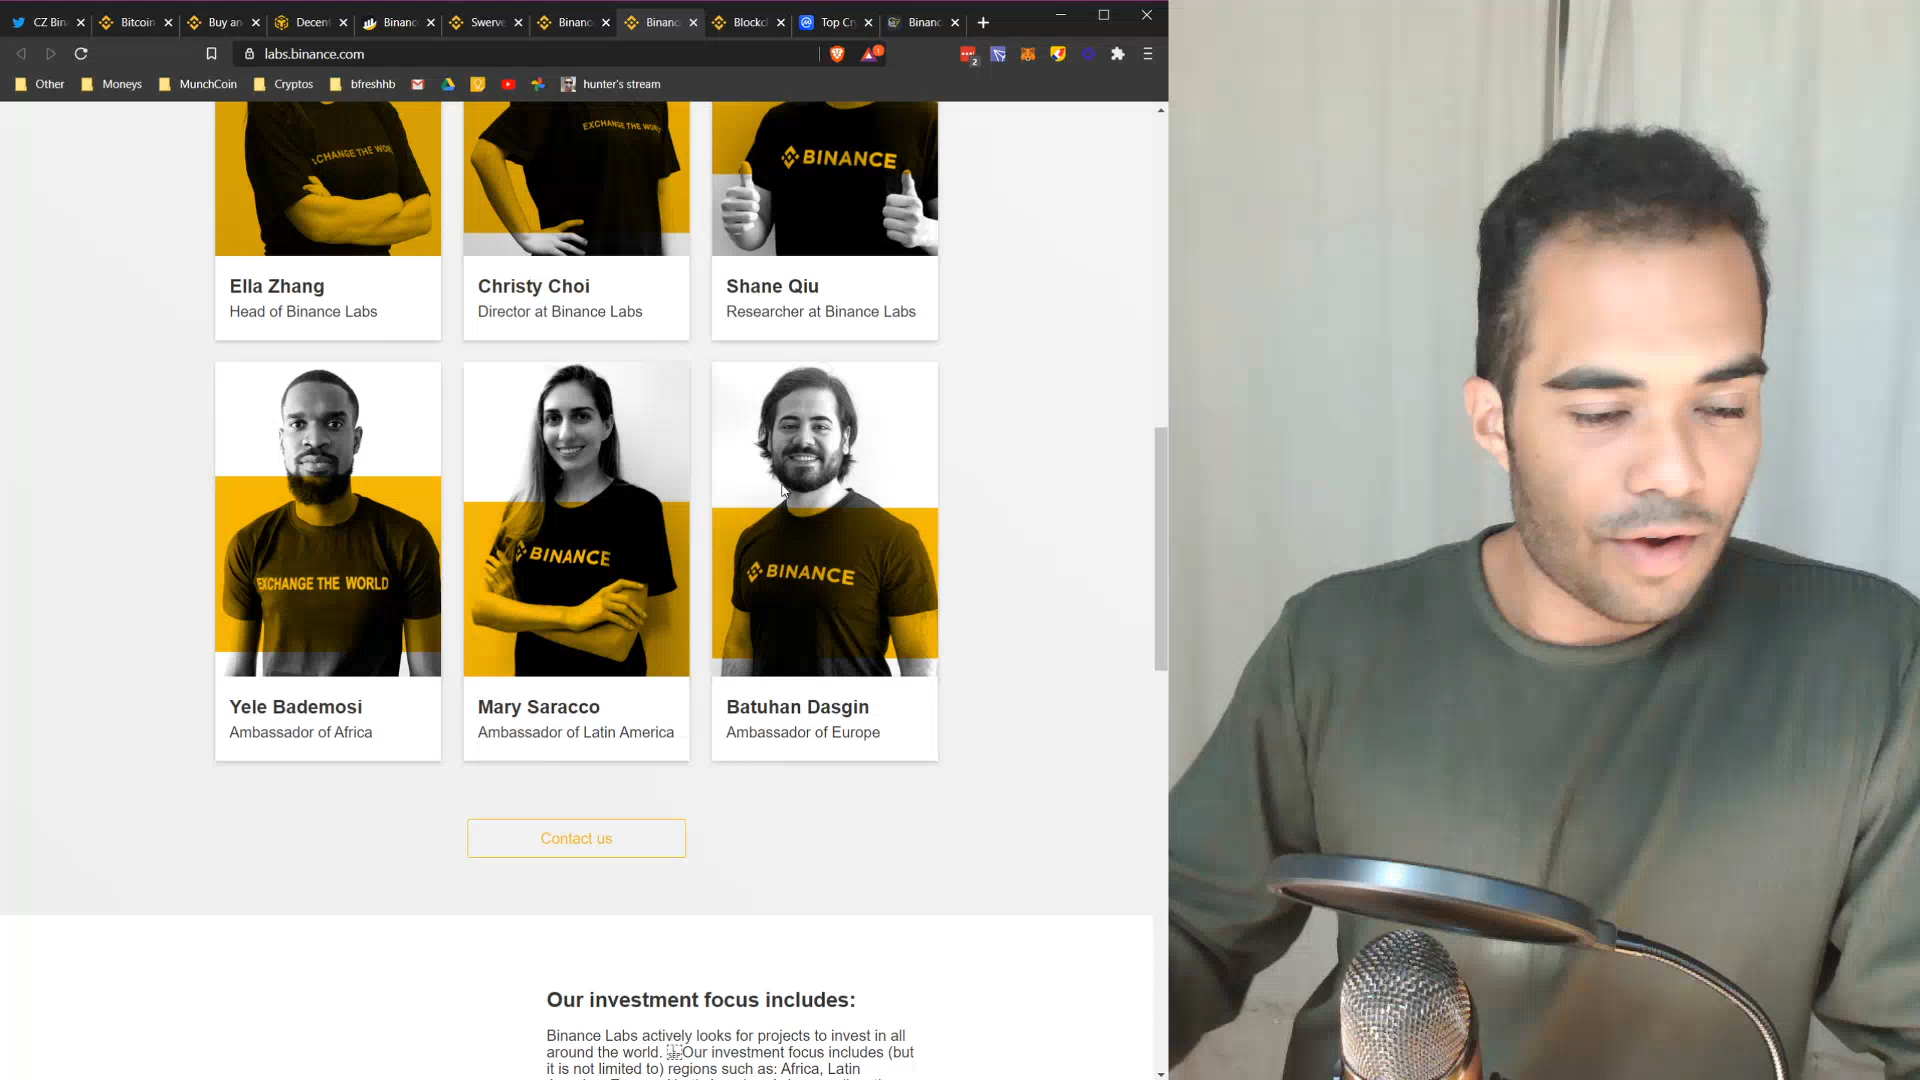 CZ Bin
Bitcoin
Buy an
Decent
Binanc
Swerve
Binanc
Binanc
Blockc
Top Cr
Binanc
labs.binance.com
1
2
Other
Moneys
MunchCoin
Cryptos
bfreshhb
hunter's stream
CHANGE THE WOR
EXCHANGE THE WORLD
BINANCE
Ella Zhang
Head of Binance Labs
Christy Choi
Director at Binance Labs
Shane Qiu
Researcher at Binance Labs
EXCHANGE THE WORLD
BINANCE
BINANCE
Yele Bademosi
Ambassador of Africa
Mary Saracco
Ambassador of Latin America
Batuhan Dasgin
Ambassador of Europe
Contact us
Our investment focus includes:
Binance Labs actively looks for projects to invest in all
around the world. Our investment focus includes (but
it is not limited to) regions such as: Africa, Latin